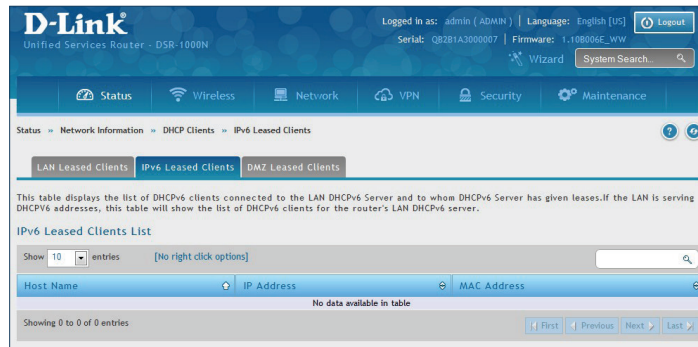 D-Link®
Logged in as: admin ( ADMIN ) | Language: English [US] Logout
Unified Services Router - DSR-1000N
Serial: QB2B1A3000007 | Firmware: 1.10B006E_WW
Wizard System Search...
Status Wireless Network VPN Security Maintenance
Status » Network Information » DHCP Clients » IPv6 Leased Clients
LAN Leased Clients IPv6 Leased Clients DMZ Leased Clients
This table displays the list of DHCPv6 clients connected to the LAN DHCPv6 Server and to whom DHCPv6 Server has given leases.If the LAN is serving
DHCPV6 addresses, this table will show the list of DHCPv6 clients for the router's LAN DHCPv6 server.
IPv6 Leased Clients List
Show 10 entries [No right click options]
Host Name IP Address MAC Address
No data available in table
Showing 0 to 0 of 0 entries First Previous Next Last